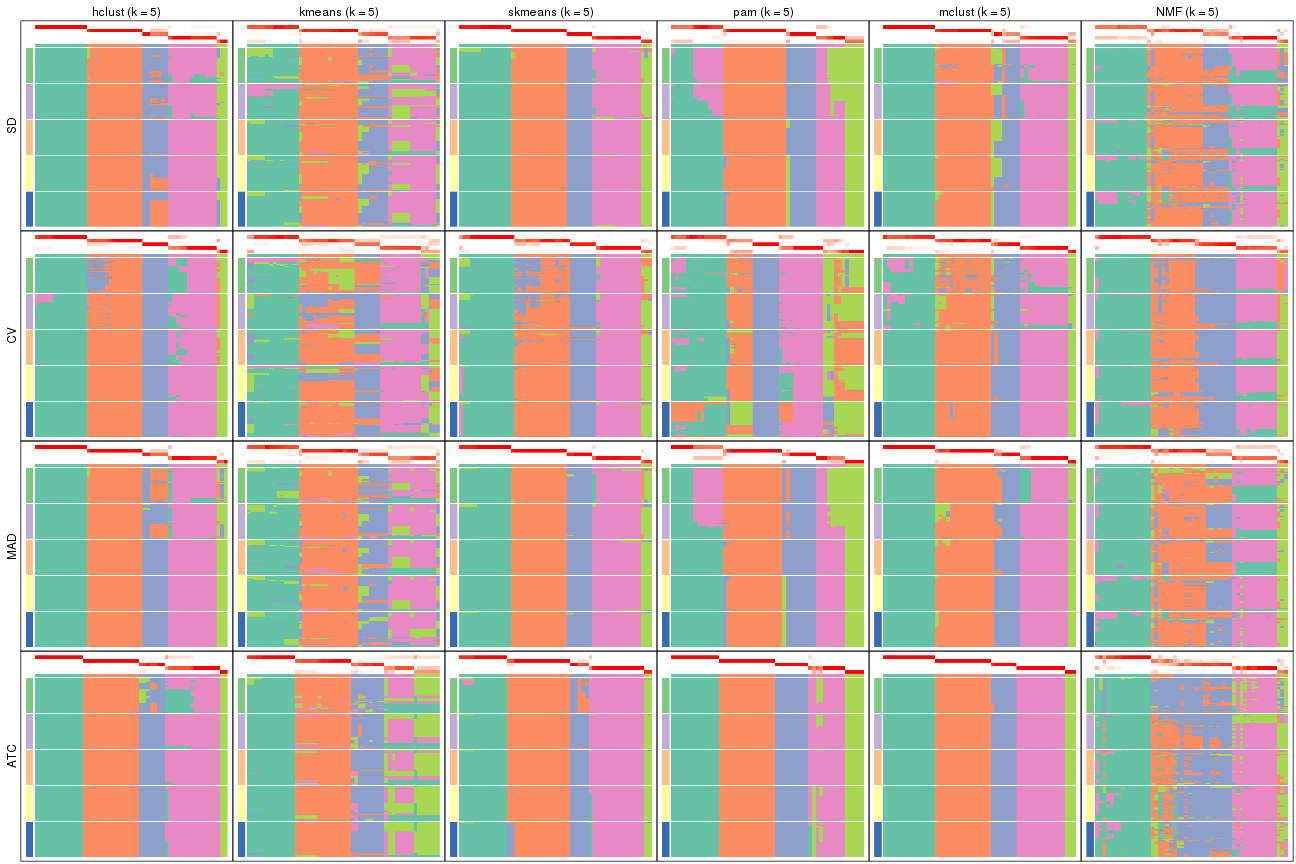 hclust (k = 5) kmeans (k = 5) skmeans (k = 5) pam (k = 5) mclust (k = 5) NMF (k = 5)
SD
CV
MAD
ATC